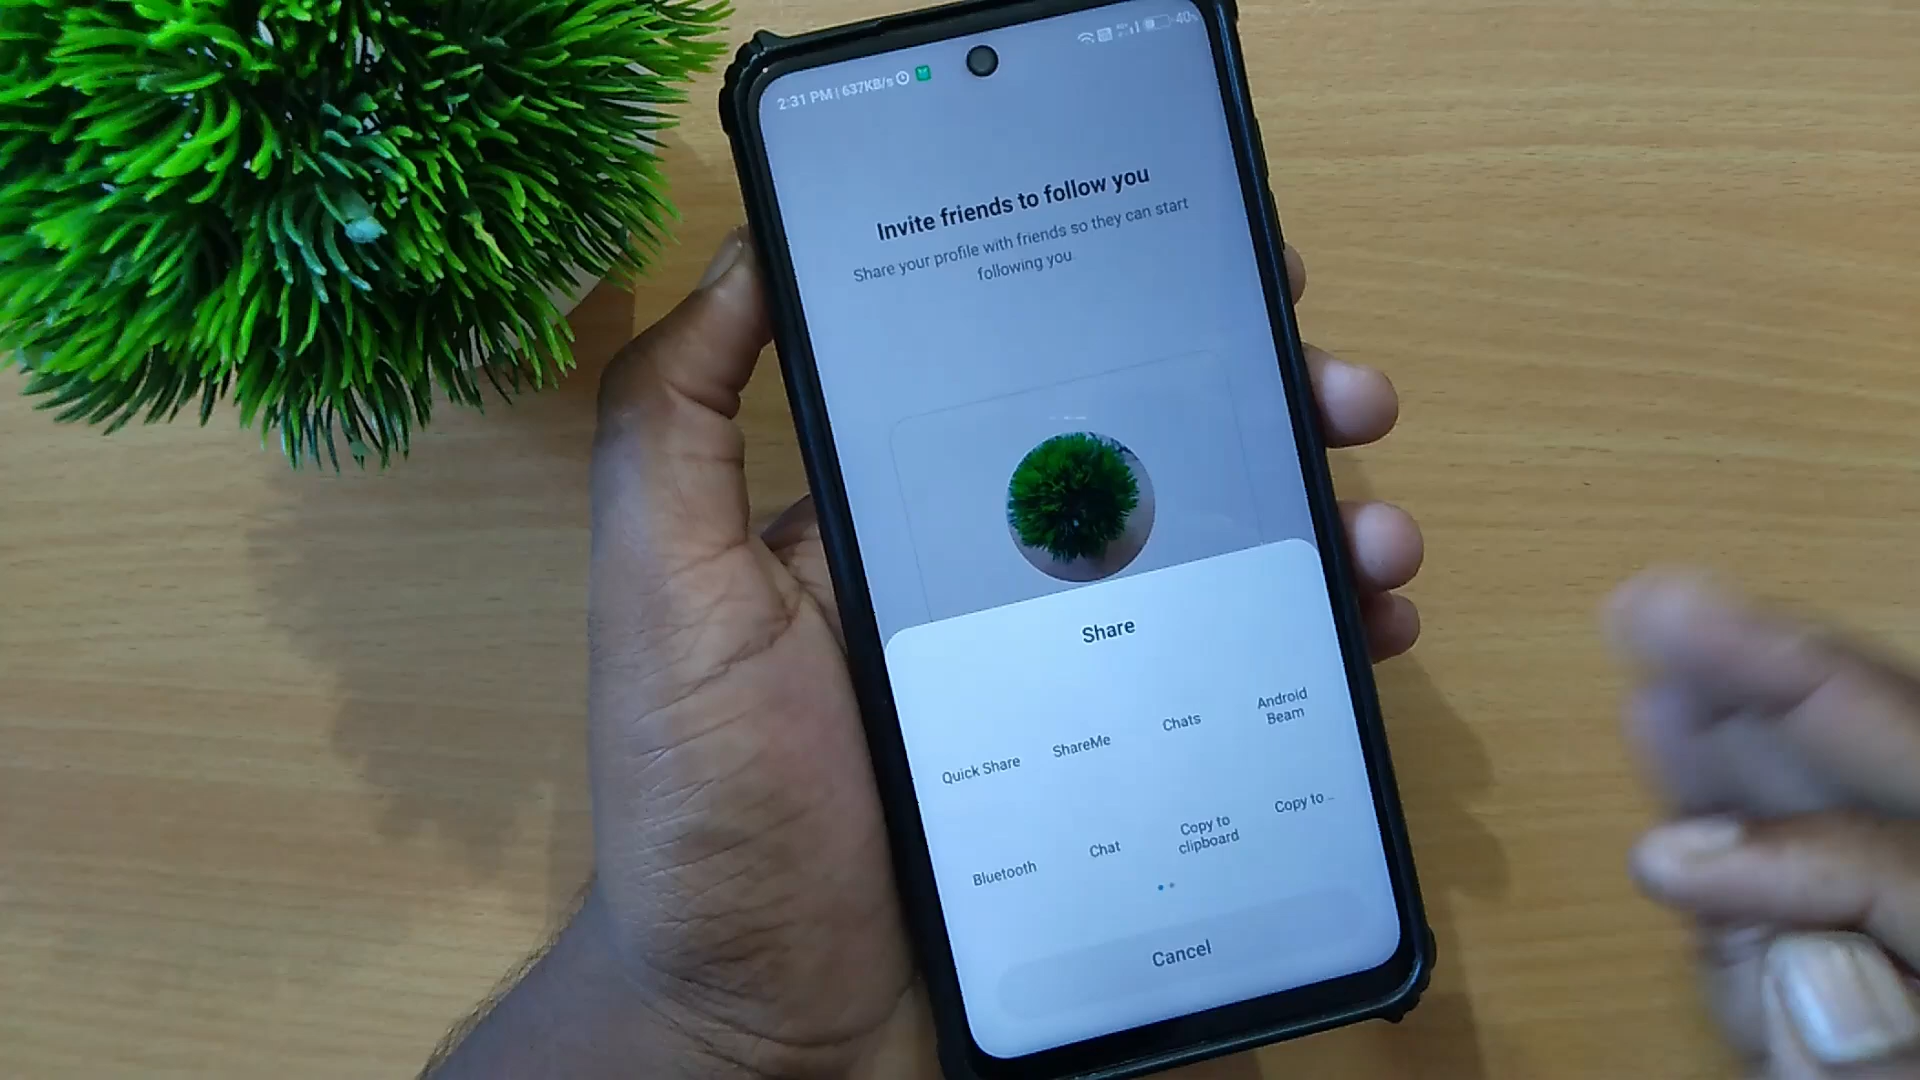 2:31 PM | 637KB/s
40%
Invite friends to follow you
Share your profile with friends so they can start
following you.
Share
Quick Share
ShareMe
Chats
Android
Beam
Bluetooth
Chat
Copy to
clipboard
Copy to ..
Cancel